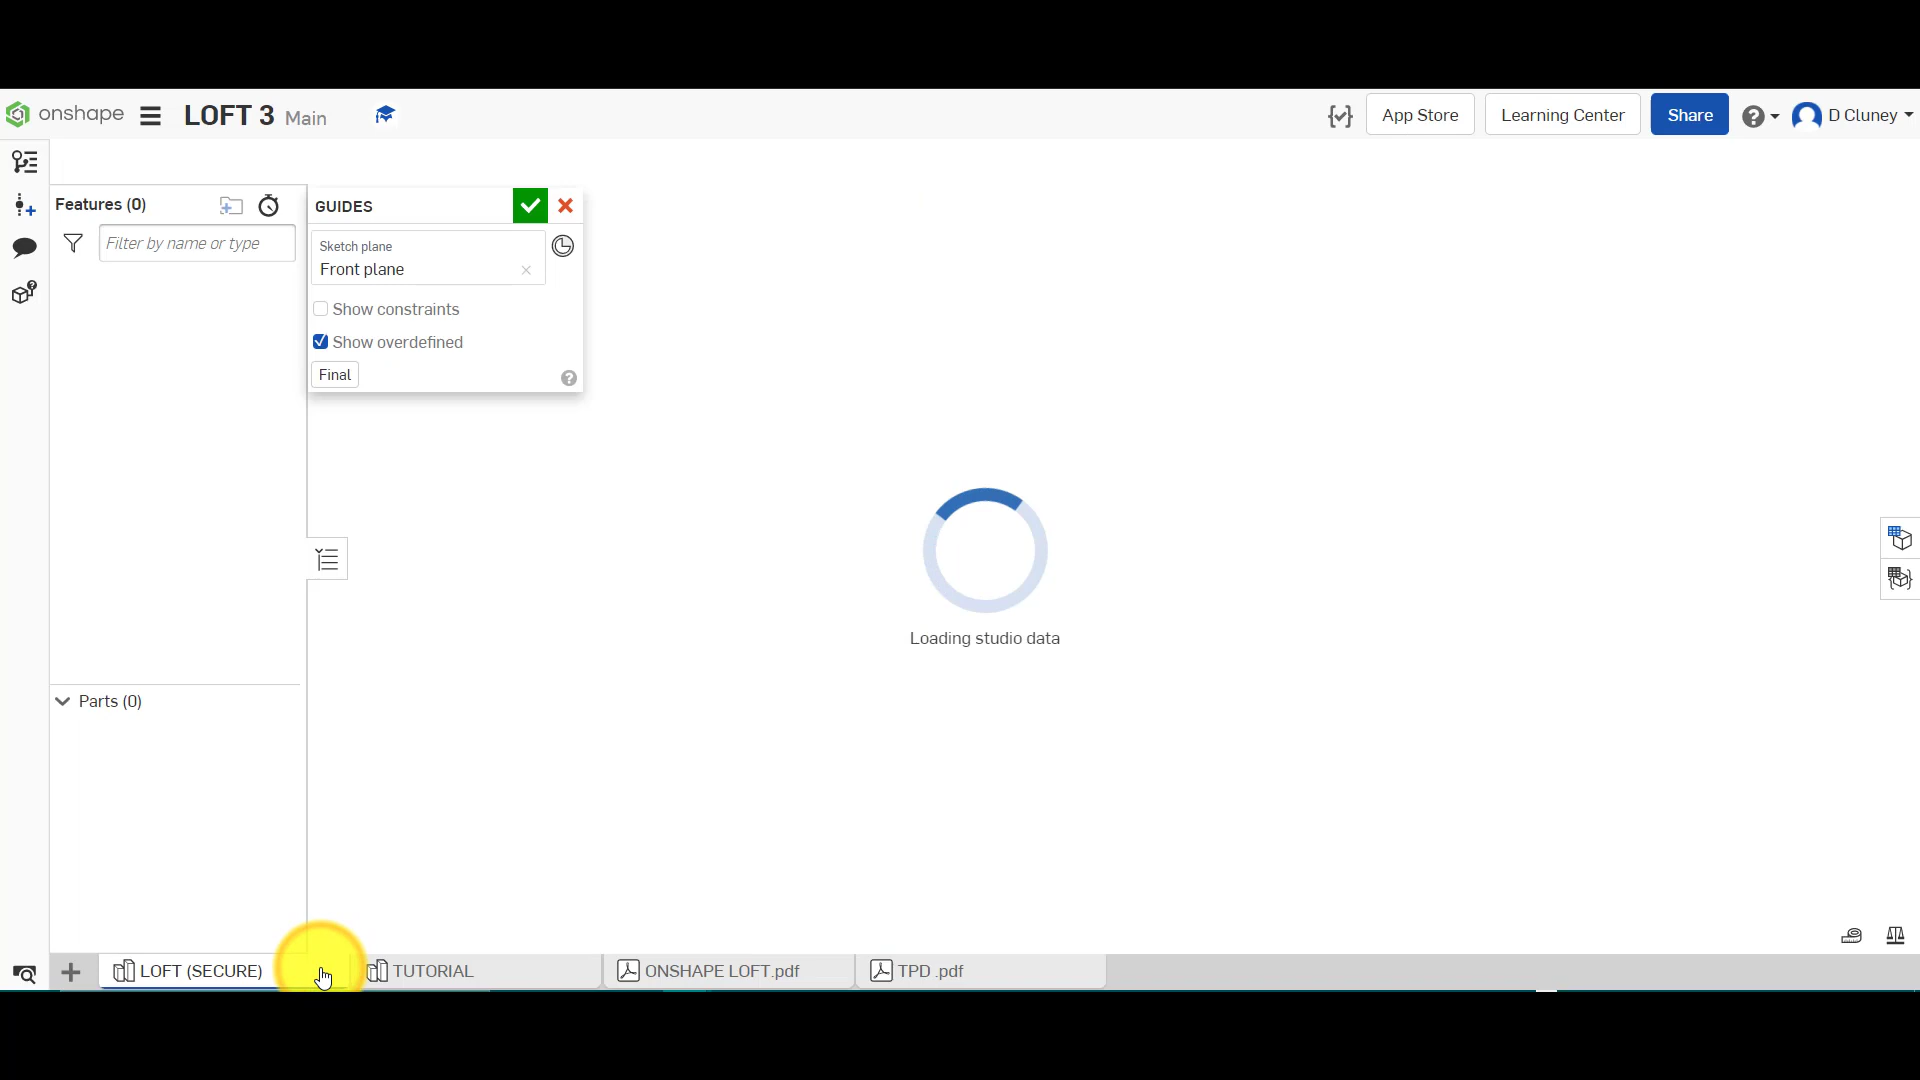 onshape LOFT 3 Main App Store Learning Center Share D Cluney
Features (0)
Filter by name or type
GUIDES
Sketch plane
Front plane
Show constraints
Show overdefined
Final
Loading studio data
Parts (0)
LOFT (SECURE) TUTORIAL ONSHAPE LOFT.pdf TPD .pdf